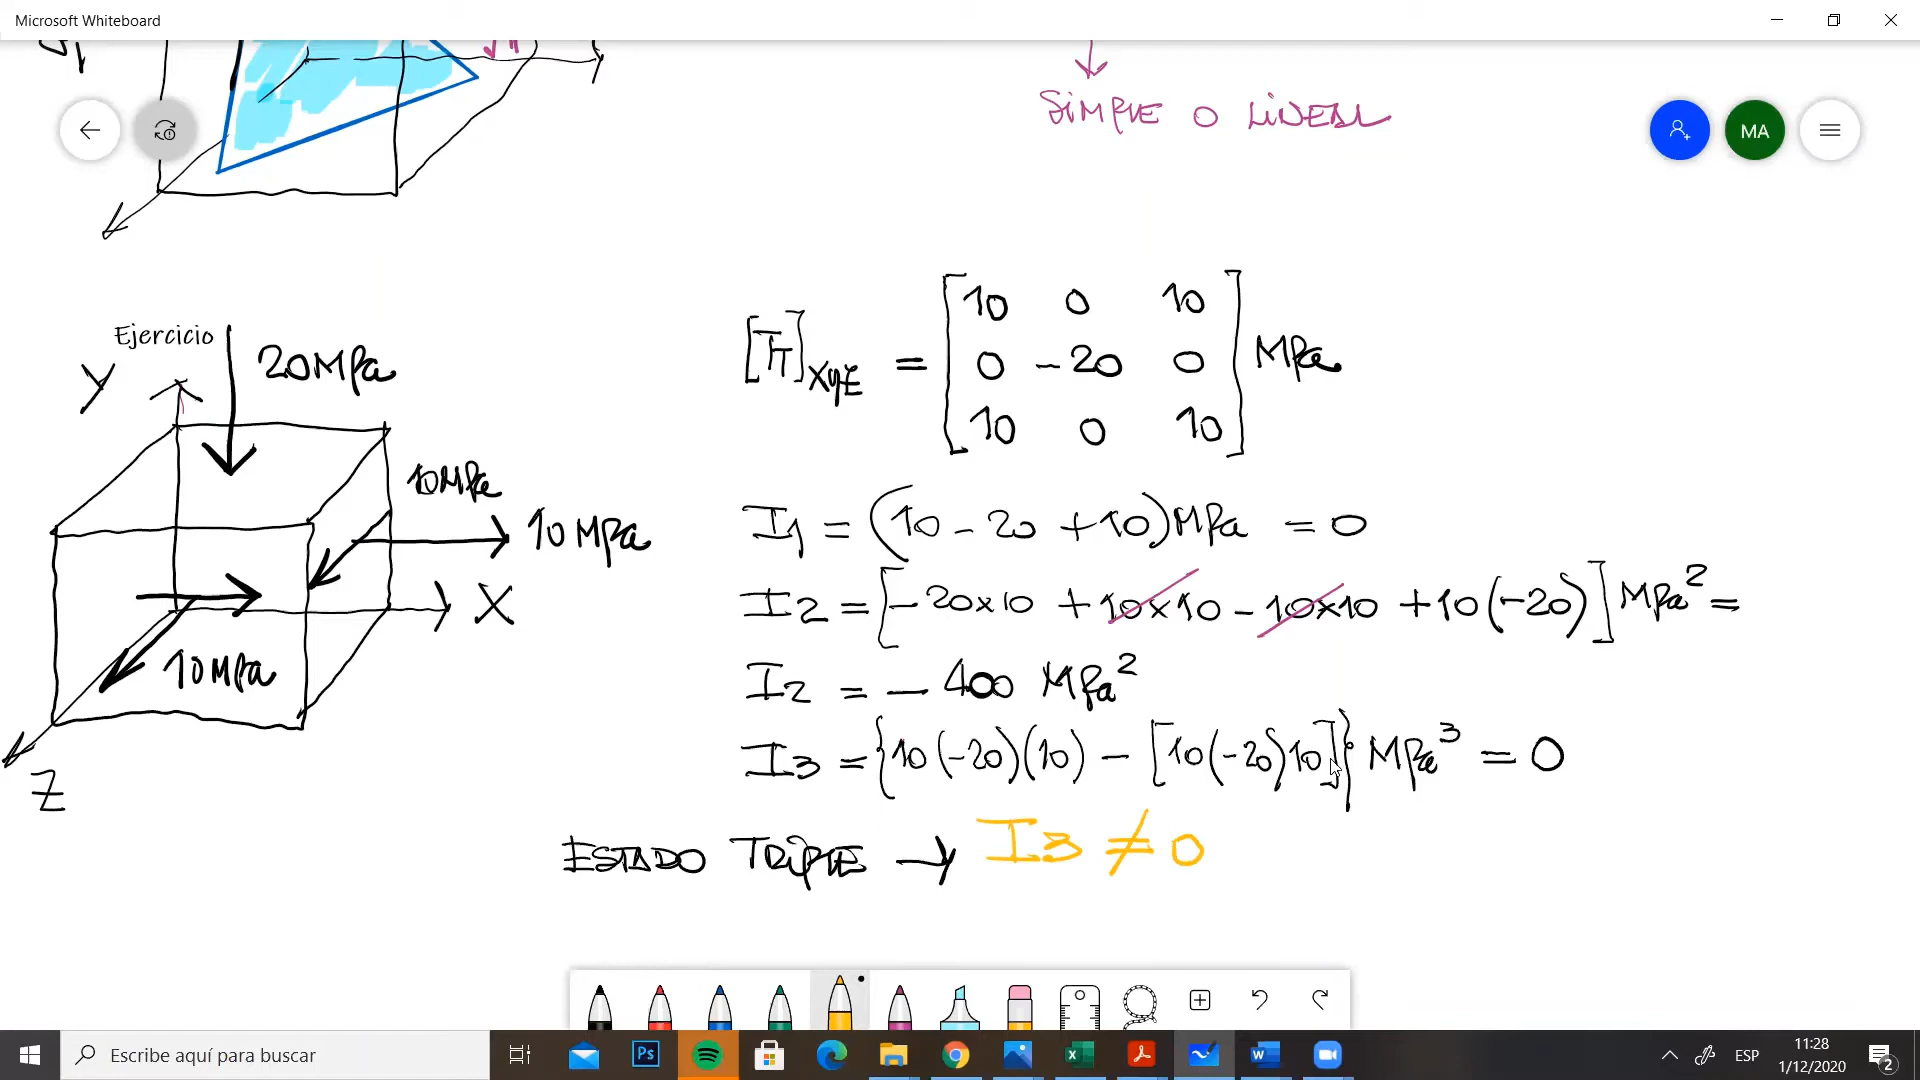 Microsoft Whiteboard
SIMPLE O LINEAL
MA
Ejercicio
20MPa
Y
10MPa
10 MPa
X
10MPa
Z
[T]xyz = [10 0 10
0 -20 0
10 0 10] MPa
I1 = (10 - 20 + 10)MPa = 0
I2 = [-20x10 + 10x10 - 10x10 + 10(-20)] MPa² =
I2 = - 400 MPa²
I3 = {10(-20)(10) - [10(-20)10]} MPa³ = 0
ESTADO TRIPLE → I3 ≠ 0
Escribe aquí para buscar
Ps
ESP
11:28
1/12/2020
2